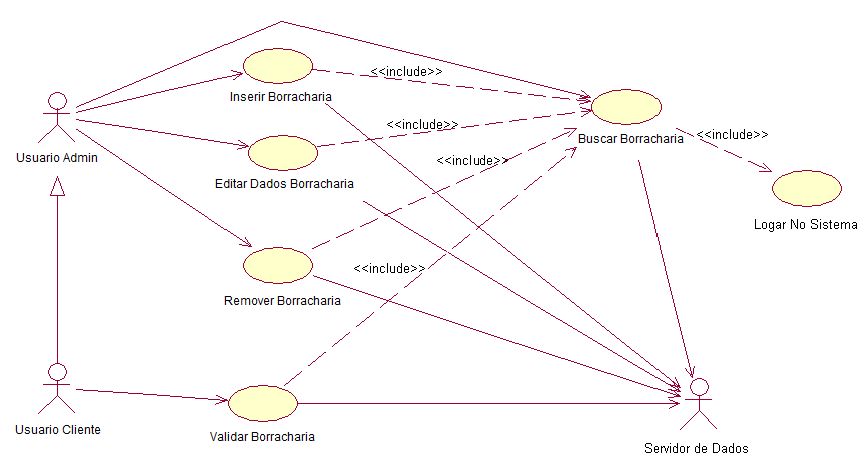 <<include>>
Inserir Borracharia
<<include>>
Buscar Borracharia
<<include>>
Usuario Admin
<<include>>
Editar Dados Borracharia
Logar No Sistema
<<include>>
Remover Borracharia
Usuario Cliente
Validar Borracharia
Servidor de Dados